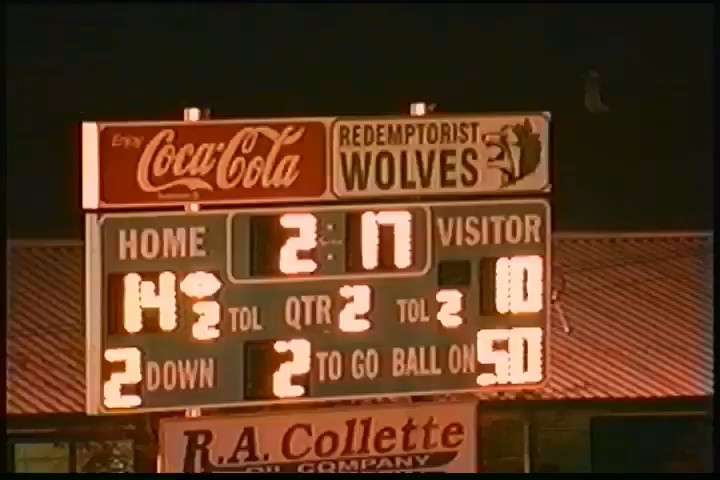 Enjoy Coca-Cola
REDEMPTORIST
WOLVES
HOME 2:17 VISITOR
14 2 TOL QTR 2 TOL 2 10
2 DOWN 2 TO GO BALL ON 50
R.A. Collette
OIL COMPANY